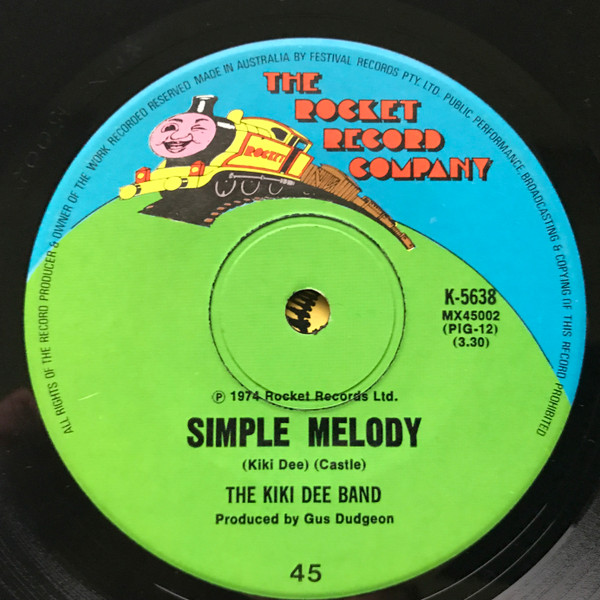 ALL RIGHTS OF THE RECORD PRODUCER & OWNER OF THE WORK RECORDED RESERVED MADE IN AUSTRALIA BY FESTIVAL RECORDS PTY. LTD. PUBLIC PERFORMANCE BROADCASTING & COPYING OF THIS RECORD PROHIBITED
THE
ROCKET
RECORD
COMPANY
ROCKET
K-5638
MX45002
(PIG-12)
(3.30)
℗ 1974 Rocket Records Ltd.
SIMPLE MELODY
(Kiki Dee) (Castle)
THE KIKI DEE BAND
Produced by Gus Dudgeon
45